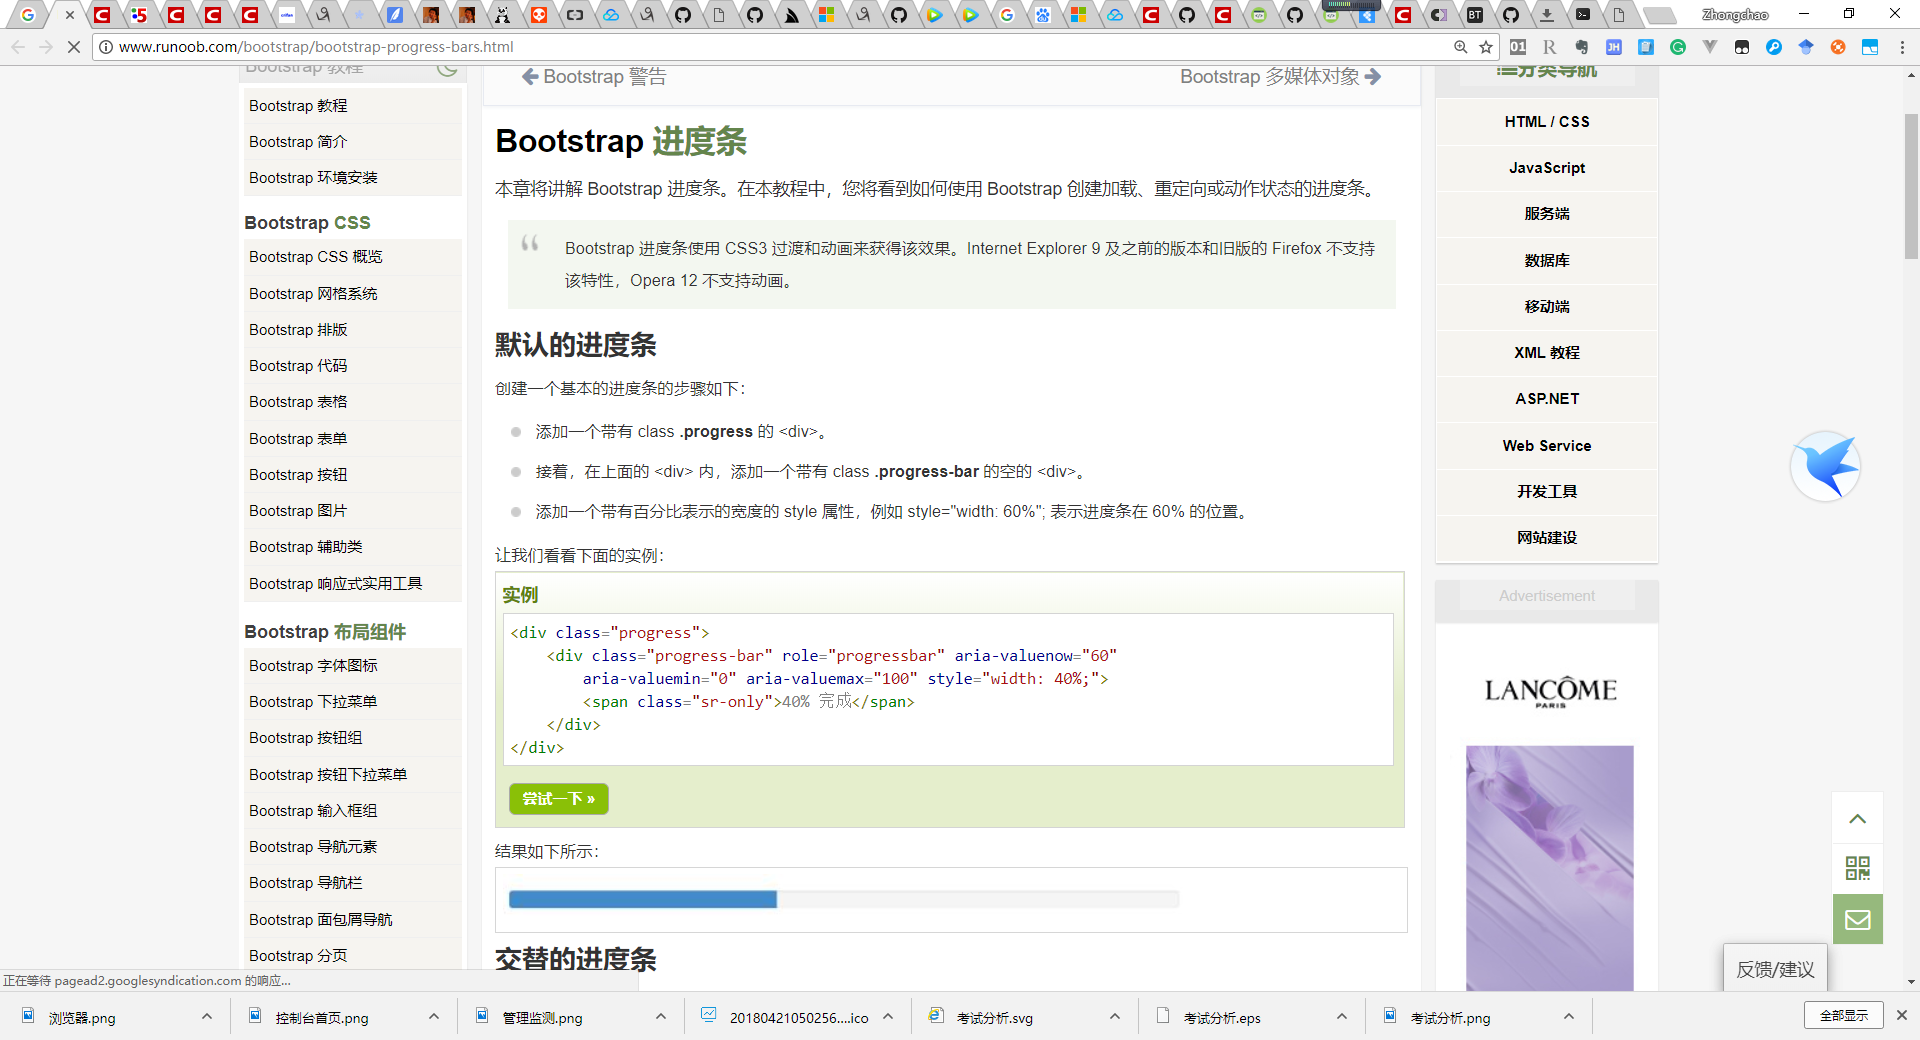 Zhongchao
www.runoob.com/bootstrap/bootstrap-progress-bars.html
Bootstrap 教程
Bootstrap 教程
Bootstrap 简介
Bootstrap 环境安装
Bootstrap CSS
Bootstrap CSS 概览
Bootstrap 网格系统
Bootstrap 排版
Bootstrap 代码
Bootstrap 表格
Bootstrap 表单
Bootstrap 按钮
Bootstrap 图片
Bootstrap 辅助类
Bootstrap 响应式实用工具
Bootstrap 布局组件
Bootstrap 字体图标
Bootstrap 下拉菜单
Bootstrap 按钮组
Bootstrap 按钮下拉菜单
Bootstrap 输入框组
Bootstrap 导航元素
Bootstrap 导航栏
Bootstrap 面包屑导航
Bootstrap 分页
Bootstrap 警告
Bootstrap 多媒体对象
Bootstrap 进度条
本章将讲解 Bootstrap 进度条。在本教程中，您将看到如何使用 Bootstrap 创建加载、重定向或动作状态的进度条。
Bootstrap 进度条使用 CSS3 过渡和动画来获得该效果。Internet Explorer 9 及之前的版本和旧版的 Firefox 不支持
该特性，Opera 12 不支持动画。
默认的进度条
创建一个基本的进度条的步骤如下：
添加一个带有 class .progress 的 <div>。
接着，在上面的 <div> 内，添加一个带有 class .progress-bar 的空的 <div>。
添加一个带有百分比表示的宽度的 style 属性，例如 style="width: 60%"; 表示进度条在 60% 的位置。
让我们看看下面的实例：
实例
<div class="progress">
<div class="progress-bar" role="progressbar" aria-valuenow="60"
aria-valuemin="0" aria-valuemax="100" style="width: 40%;">
<span class="sr-only">40% 完成</span>
</div>
</div>
尝试一下 »
结果如下所示：
交替的进度条
分类导航
HTML / CSS
JavaScript
服务端
数据库
移动端
XML 教程
ASP.NET
Web Service
开发工具
网站建设
Advertisement
LANCÔME
PARIS
反馈/建议
正在等待 pagead2.googlesyndication.com 的响应...
浏览器.png
控制台首页.png
管理监测.png
20180421050256....ico
考试分析.svg
考试分析.eps
考试分析.png
全部显示